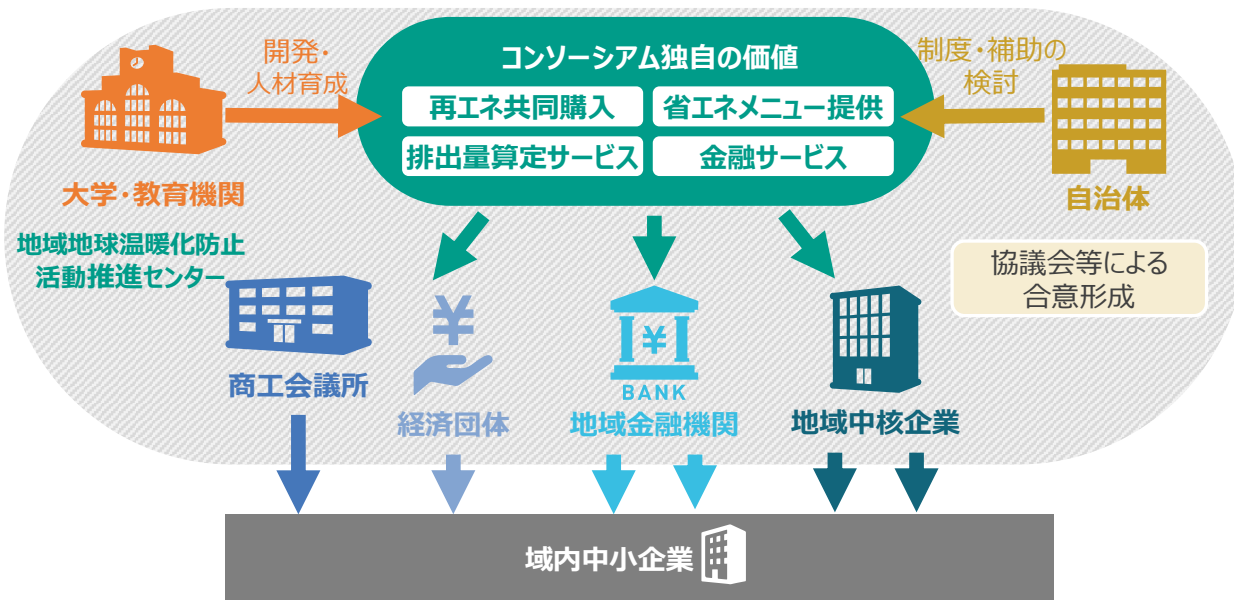 コンソーシアム独自の価値
再エネ共同購入
省エネメニュー提供
排出量算定サービス
金融サービス
開発・
人材育成
大学・教育機関
制度・補助の
検討
自治体
地域地球温暖化防止
活動推進センター
協議会等による
合意形成
商工会議所
¥
経済団体
¥
BANK
地域金融機関
地域中核企業
域内中小企業